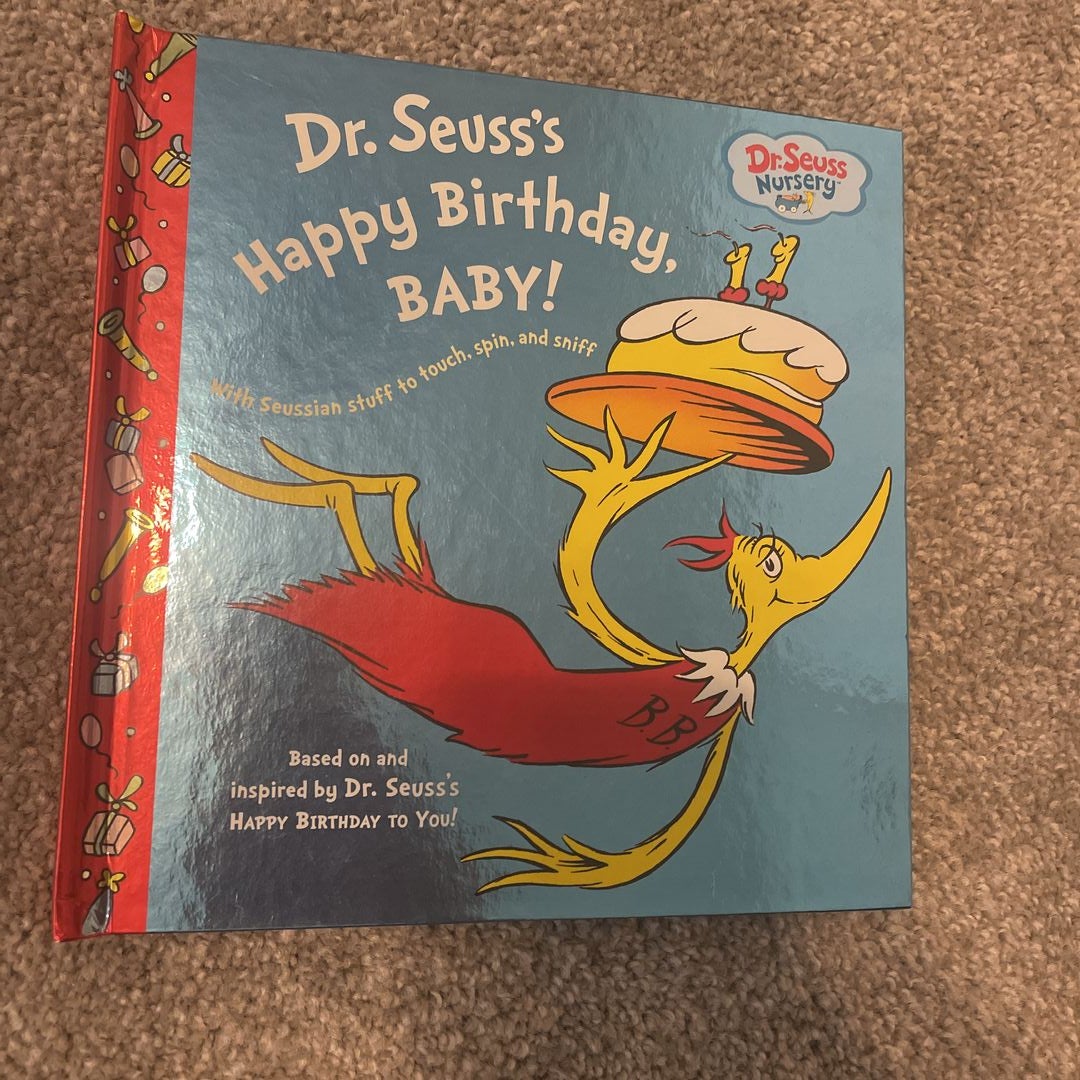 Dr. Seuss's
Happy Birthday,
BABY!
With Seussian stuff to touch, spin, and sniff
Dr. Seuss
Nursery™
B.B.
Based on and
inspired by Dr. Seuss's
HAPPY BIRTHDAY TO YOU!